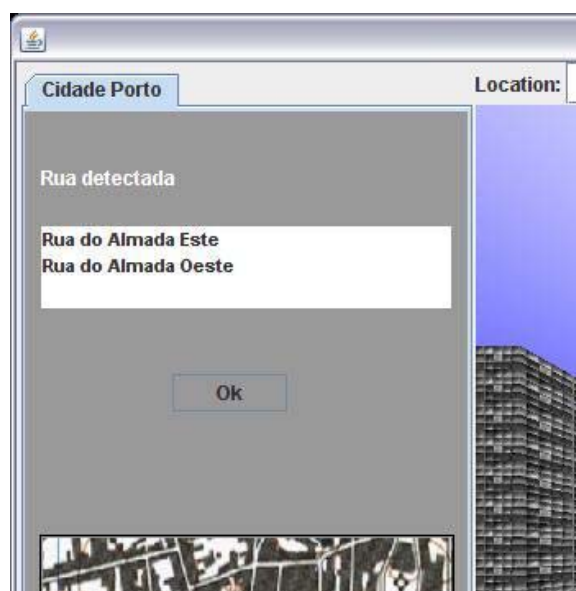 Cidade Porto
Location:
Rua detectada
Rua do Almada Este
Rua do Almada Oeste
Ok